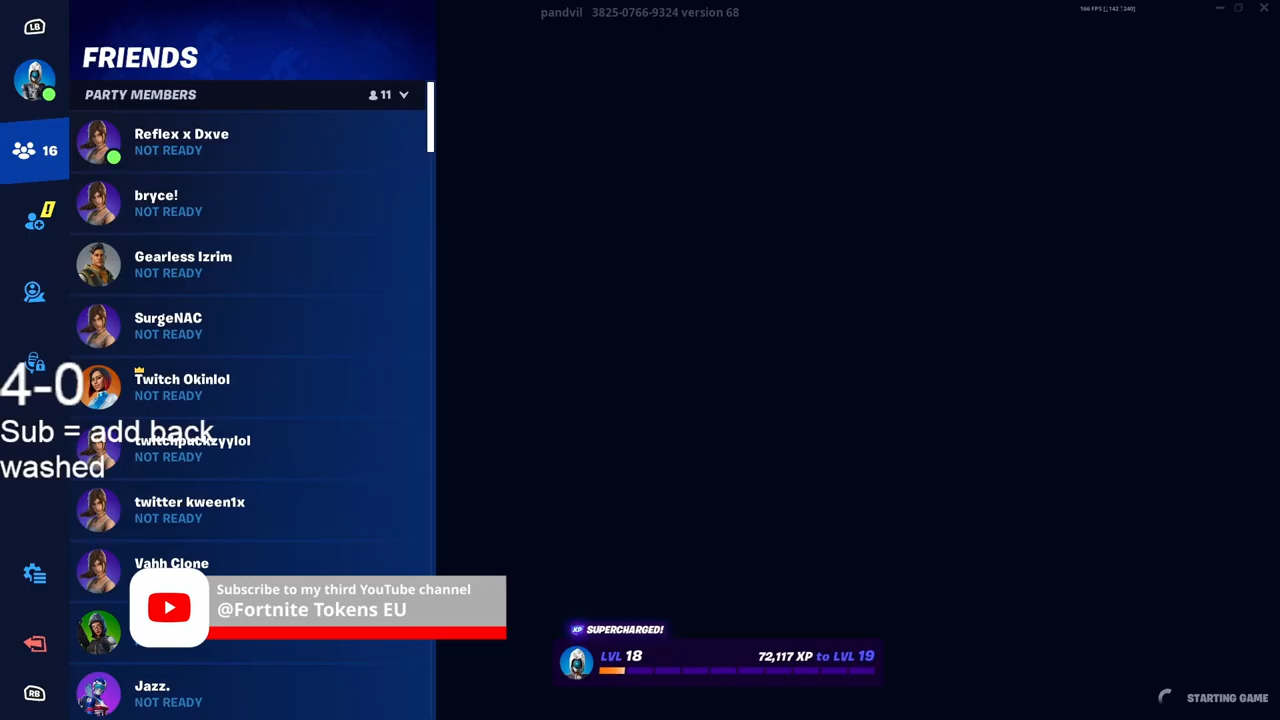 pandvil 3825-0766-9324 version 68
LB
FRIENDS
PARTY MEMBERS 11
Reflex x Dxve
NOT READY
16
bryce!
NOT READY
Gearless Izrim
NOT READY
SurgeNAC
NOT READY
Twitch Okinlol
NOT READY
4-0
Sub = add back
washed
NOT READY
twitter kween1x
NOT READY
Vahh Clone
Subscribe to my third YouTube channel
@Fortnite Tokens EU
XP SUPERCHARGED!
LVL 18
72,117 XP to LVL 19
Jazz.
NOT READY
RB
STARTING GAME